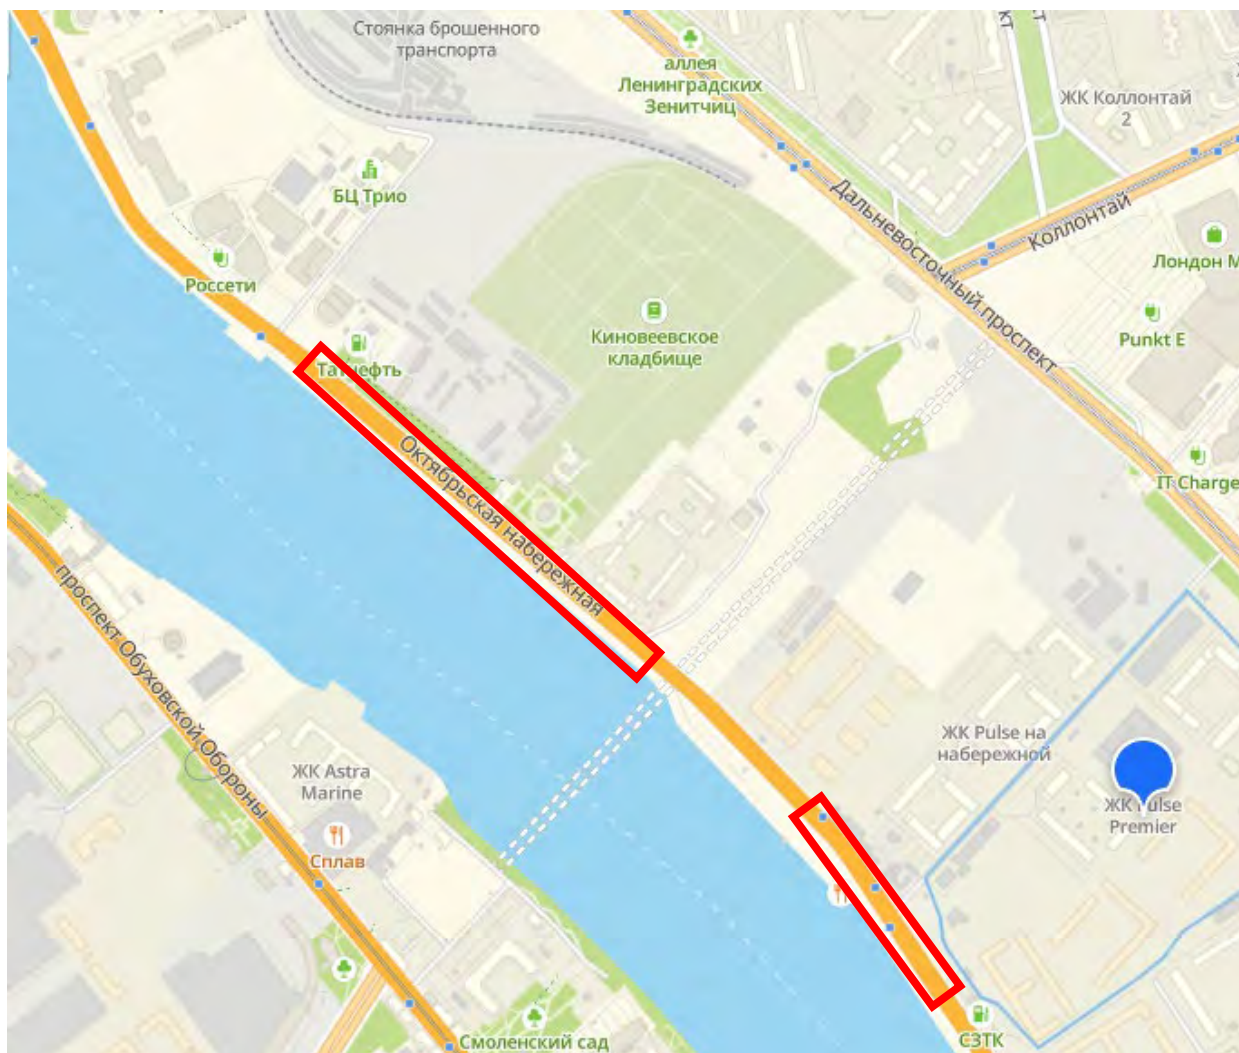 Стоянка брошенного
транспорта
кт
кт
аллея
Ленинградских
Зенитчиц
ЖК Коллонтай
2
БЦ Трио
Дальневосточный проспект
Коллонтай
Россети
Лондон М
Киновеевское
кладбище
Punkt E
Татнефть
Октябрьская набережная
IT Charge
проспект Обуховской Обороны
ЖК Pulse на
набережной
ЖК Astra
Marine
ЖК Pulse
Premier
Сплав
Смоленский сад
СЗТК